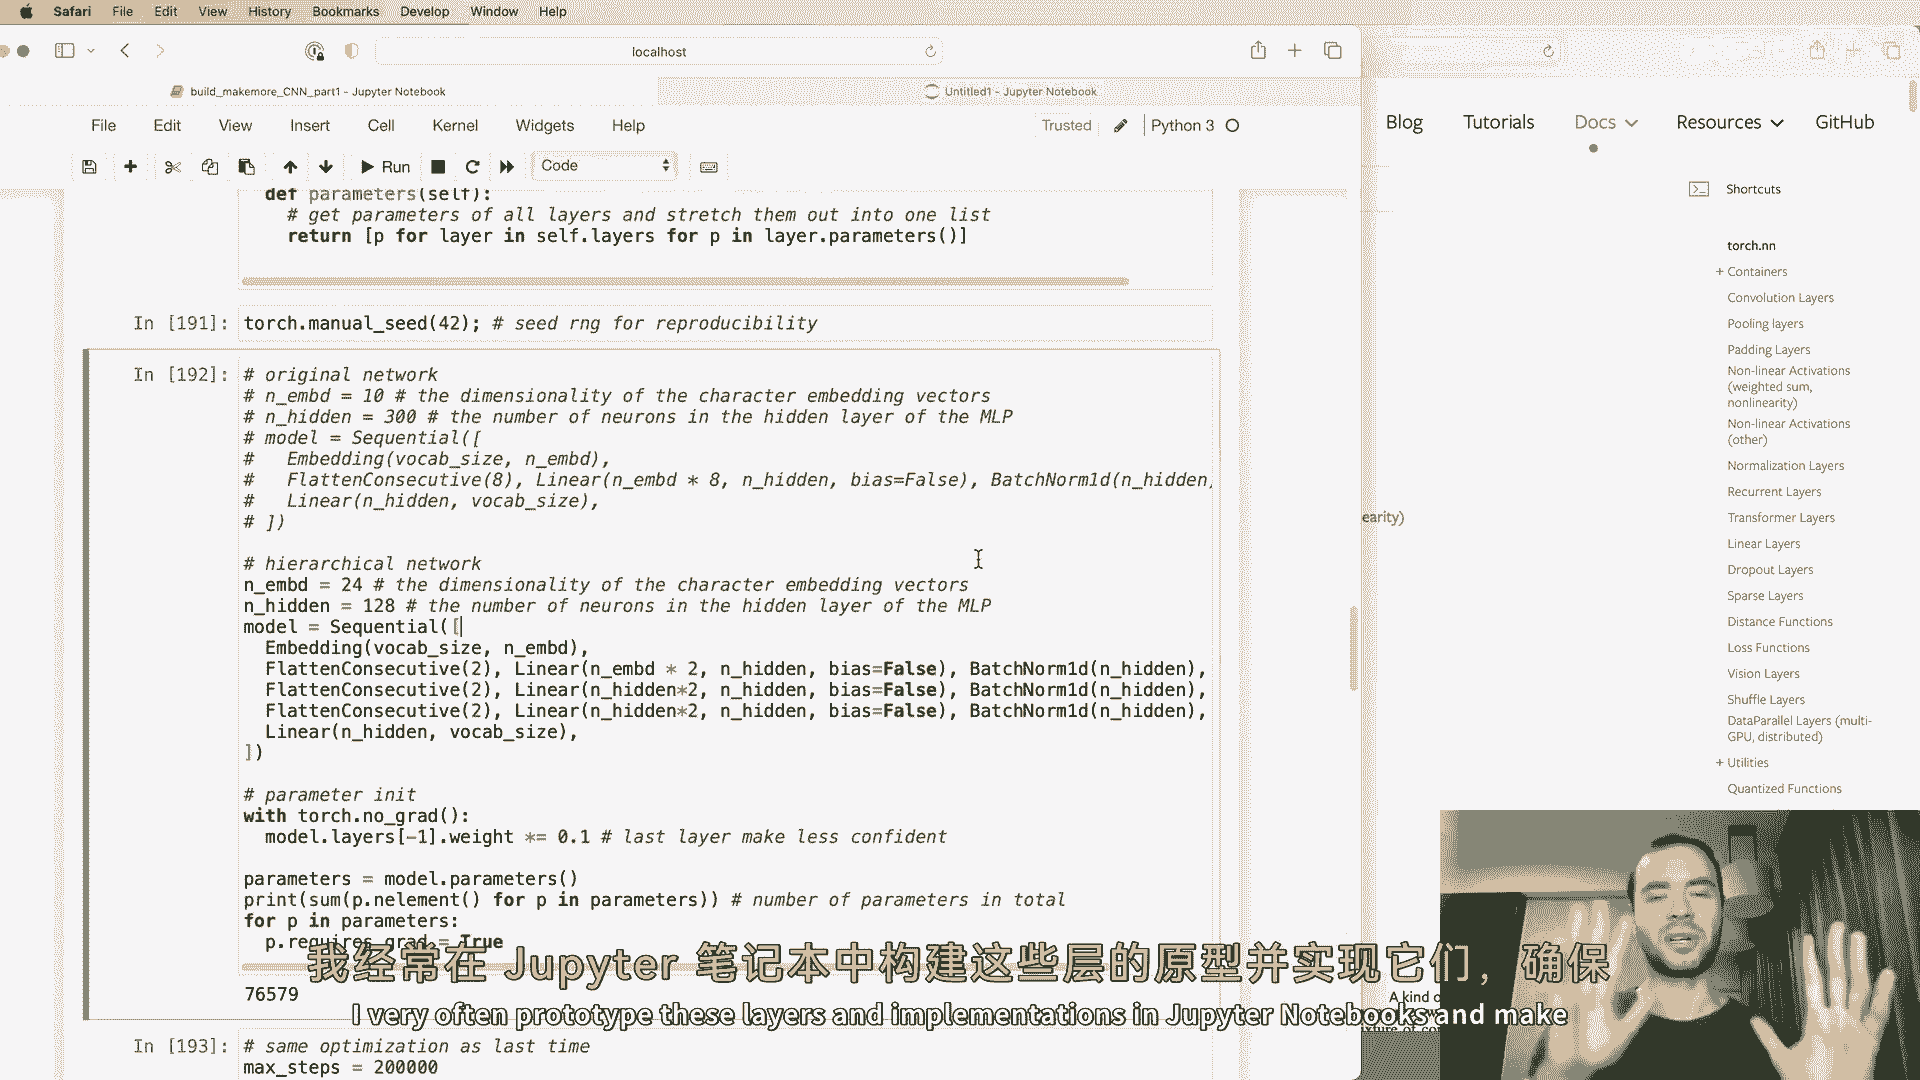 Safari File Edit View History Bookmarks Develop Window Help
localhost
build_makemore_CNN_part1 - Jupyter Notebook
Untitled1 - Jupyter Notebook
File Edit View Insert Cell Kernel Widgets Help
Trusted Python 3
Run Code
def parameters(self):
# get parameters of all layers and stretch them out into one list
return [p for layer in self.layers for p in layer.parameters()]
In [191]: torch.manual_seed(42); # seed rng for reproducibility
In [192]: # original network
# n_embd = 10 # the dimensionality of the character embedding vectors
# n_hidden = 300 # the number of neurons in the hidden layer of the MLP
# model = Sequential([
#   Embedding(vocab_size, n_embd),
#   FlattenConsecutive(8), Linear(n_embd * 8, n_hidden, bias=False), BatchNorm1d(n_hidden)
#   Linear(n_hidden, vocab_size),
# ])
# hierarchical network
n_embd = 24 # the dimensionality of the character embedding vectors
n_hidden = 128 # the number of neurons in the hidden layer of the MLP
model = Sequential([
Embedding(vocab_size, n_embd),
FlattenConsecutive(2), Linear(n_embd * 2, n_hidden, bias=False), BatchNorm1d(n_hidden),
FlattenConsecutive(2), Linear(n_hidden*2, n_hidden, bias=False), BatchNorm1d(n_hidden),
FlattenConsecutive(2), Linear(n_hidden*2, n_hidden, bias=False), BatchNorm1d(n_hidden),
Linear(n_hidden, vocab_size),
])
# parameter init
with torch.no_grad():
model.layers[-1].weight *= 0.1 # last layer make less confident
parameters = model.parameters()
print(sum(p.nelement() for p in parameters)) # number of parameters in total
for p in parameters:
p.requires_grad = True
76579
In [193]: # same optimization as last time
max_steps = 200000
Blog Tutorials Docs Resources GitHub
Shortcuts
torch.nn
+ Containers
Convolution Layers
Pooling layers
Padding Layers
Non-linear Activations
(weighted sum,
nonlinearity)
Non-linear Activations
(other)
Normalization Layers
Recurrent Layers
Transformer Layers
Linear Layers
Dropout Layers
Sparse Layers
Distance Functions
Loss Functions
Vision Layers
Shuffle Layers
DataParallel Layers (multi-
GPU, distributed)
+ Utilities
Quantized Functions
earity)
A kind o
我经常在 Jupyter 笔记本中构建这些层的原型并实现它们，确保
I very often prototype these layers and implementations in Jupyter Notebooks and make